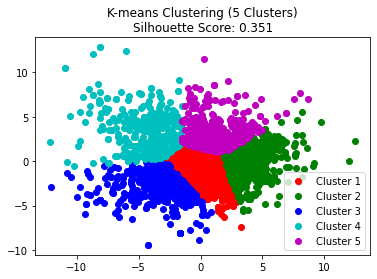 K-means Clustering (5 Clusters)
Silhouette Score: 0.351
10
5
0
−5
−10
−10
−5
0
5
10
Cluster 1
Cluster 2
Cluster 3
Cluster 4
Cluster 5